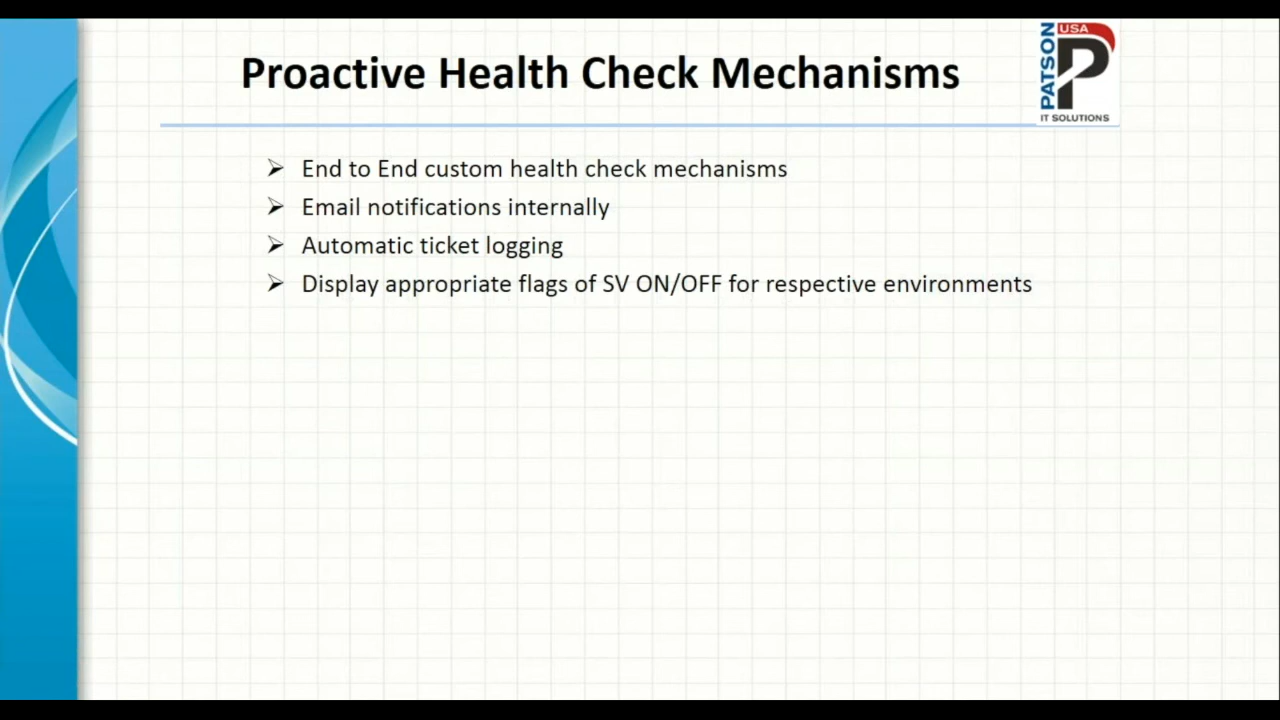 Proactive Health Check Mechanisms
PATSON
USA
P
IT SOLUTIONS
➢ End to End custom health check mechanisms
➢ Email notifications internally
➢ Automatic ticket logging
➢ Display appropriate flags of SV ON/OFF for respective environments